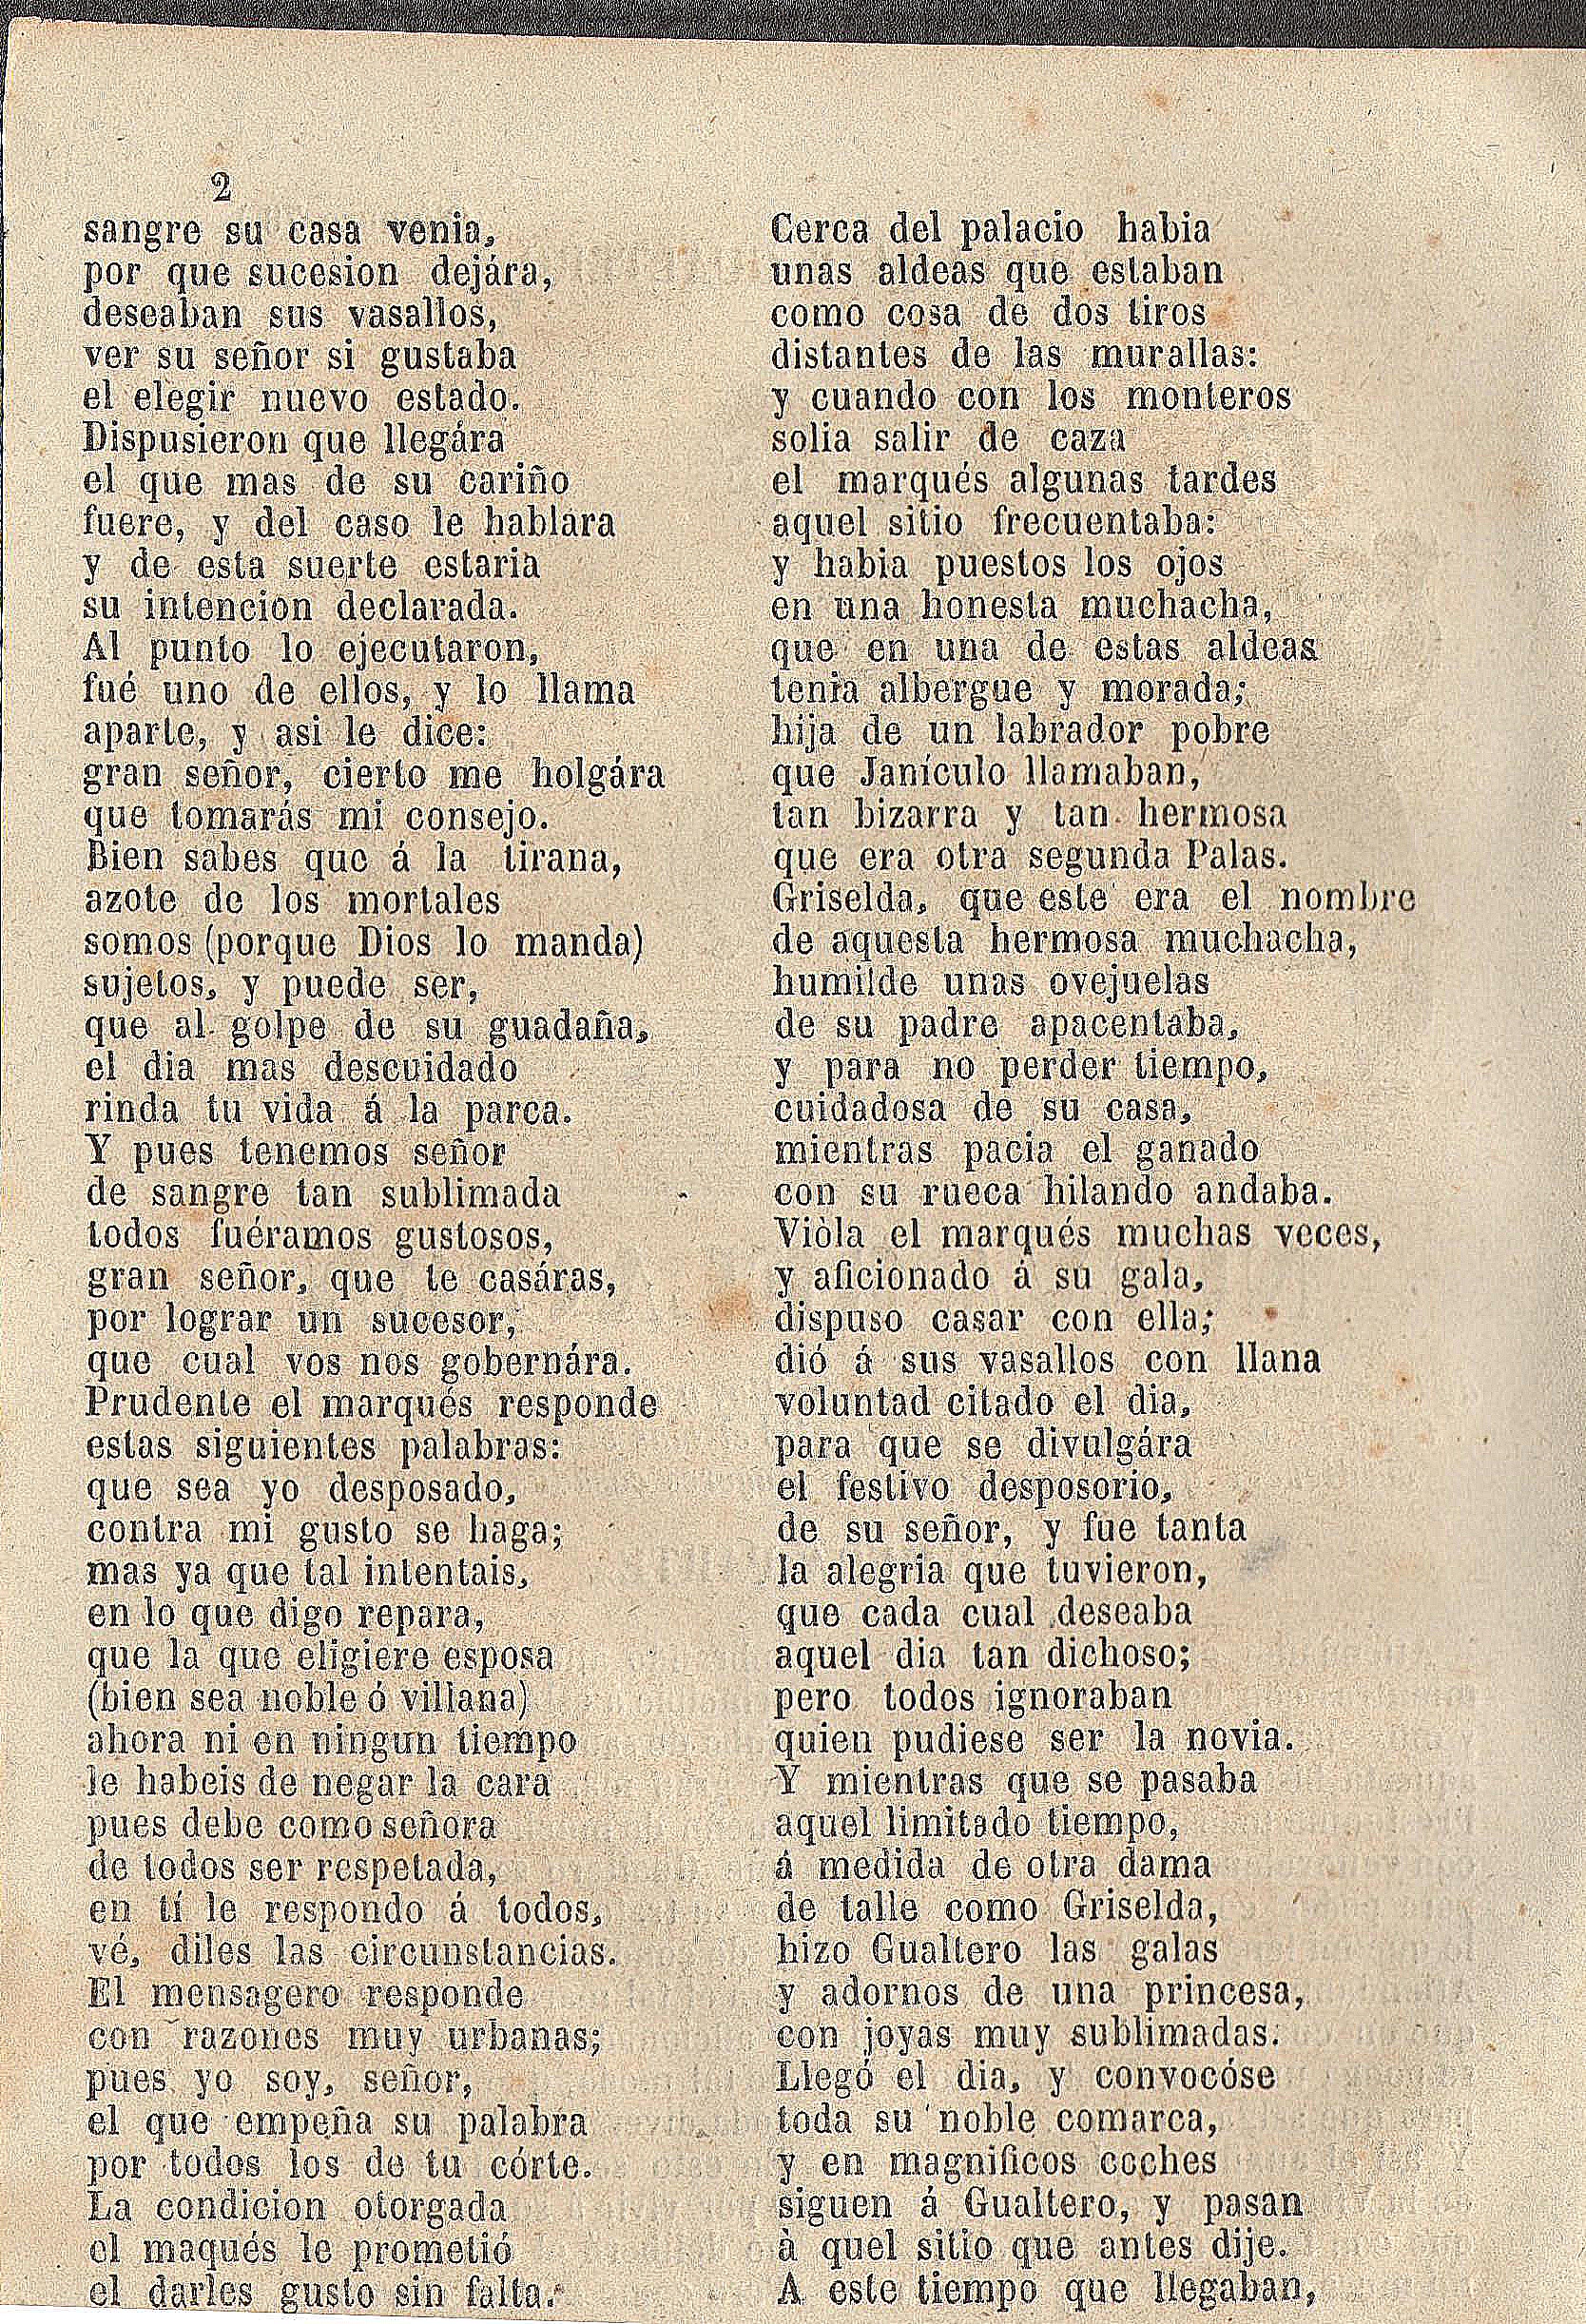 2
sangre su casa venia,
por que sucesion dejára,
deseaban sus vasallos,
ver su señor si gustaba
el elegir nuevo estado.
Dispusieron que llegára
el que mas de su cariño
fuere, y del caso le hablara
y de esta suerte estaria
su intencion declarada.
Al punto lo ejecutaron,
fué uno de ellos, y lo llama
aparte, y asi le dice:
gran señor, cierto me holgára
que tomarás mi consejo.
Bien sabes que á la tirana,
azote de los mortales
somos (porque Dios lo manda)
sujetos, y puede ser,
que al golpe de su guadaña,
el dia mas descuidado
rinda tu vida á la parca.
Y pues tenemos señor
de sangre tan sublimada
todos fuéramos gustosos,
gran señor, que te casáras,
por lograr un sucesor,
que cual vos nos gobernára.
Prudente el marqués responde
estas siguientes palabras:
que sea yo desposado,
contra mi gusto se haga;
mas ya que tal intentais,
en lo que digo repara,
que la que eligiere esposa
(bien sea noble ó villana)
ahora ni en ningun tiempo
le habeis de negar la cara
pues debe como señora
de todos ser respetada,
en tí le respondo á todos,
vé, diles las circunstancias.
El mensagero responde
con razones muy urbanas;
pues yo soy, señor,
el que empeña su palabra
por todos los de tu córte.
La condicion otorgada
el maqués le prometió
el darles gusto sin falta.
Cerca del palacio habia
unas aldeas que estaban
como cosa de dos tiros
distantes de las murallas:
y cuando con los monteros
solia salir de caza
el marqués algunas tardes
aquel sitio frecuentaba:
y habia puestos los ojos
en una honesta muchacha,
que en una de estas aldeas
tenia albergue y morada;
hija de un labrador pobre
que Janículo llamaban,
tan bizarra y tan hermosa
que era otra segunda Palas.
Griselda, que este era el nombre
de aquesta hermosa muchacha,
humilde unas ovejuelas
de su padre apacentaba,
y para no perder tiempo,
cuidadosa de su casa,
mientras pacia el ganado
con su rueca hilando andaba.
Viòla el marqués muchas veces,
y aficionado á su gala,
dispuso casar con ella;
dió á sus vasallos con llana
voluntad citado el dia,
para que se divulgára
el festivo desposorio,
de su señor, y fue tanta
la alegria que tuvieron,
que cada cual deseaba
aquel dia tan dichoso;
pero todos ignoraban
quien pudiese ser la novia.
Y mientras que se pasaba
aquel limitado tiempo,
á medida de otra dama
de talle como Griselda,
hizo Gualtero las galas
y adornos de una princesa,
con joyas muy sublimadas.
Llegó el dia, y convocóse
toda su noble comarca,
y en magnificos coches
siguen á Gualtero, y pasan
à quel sitio que antes dije.
A este tiempo que llegaban,